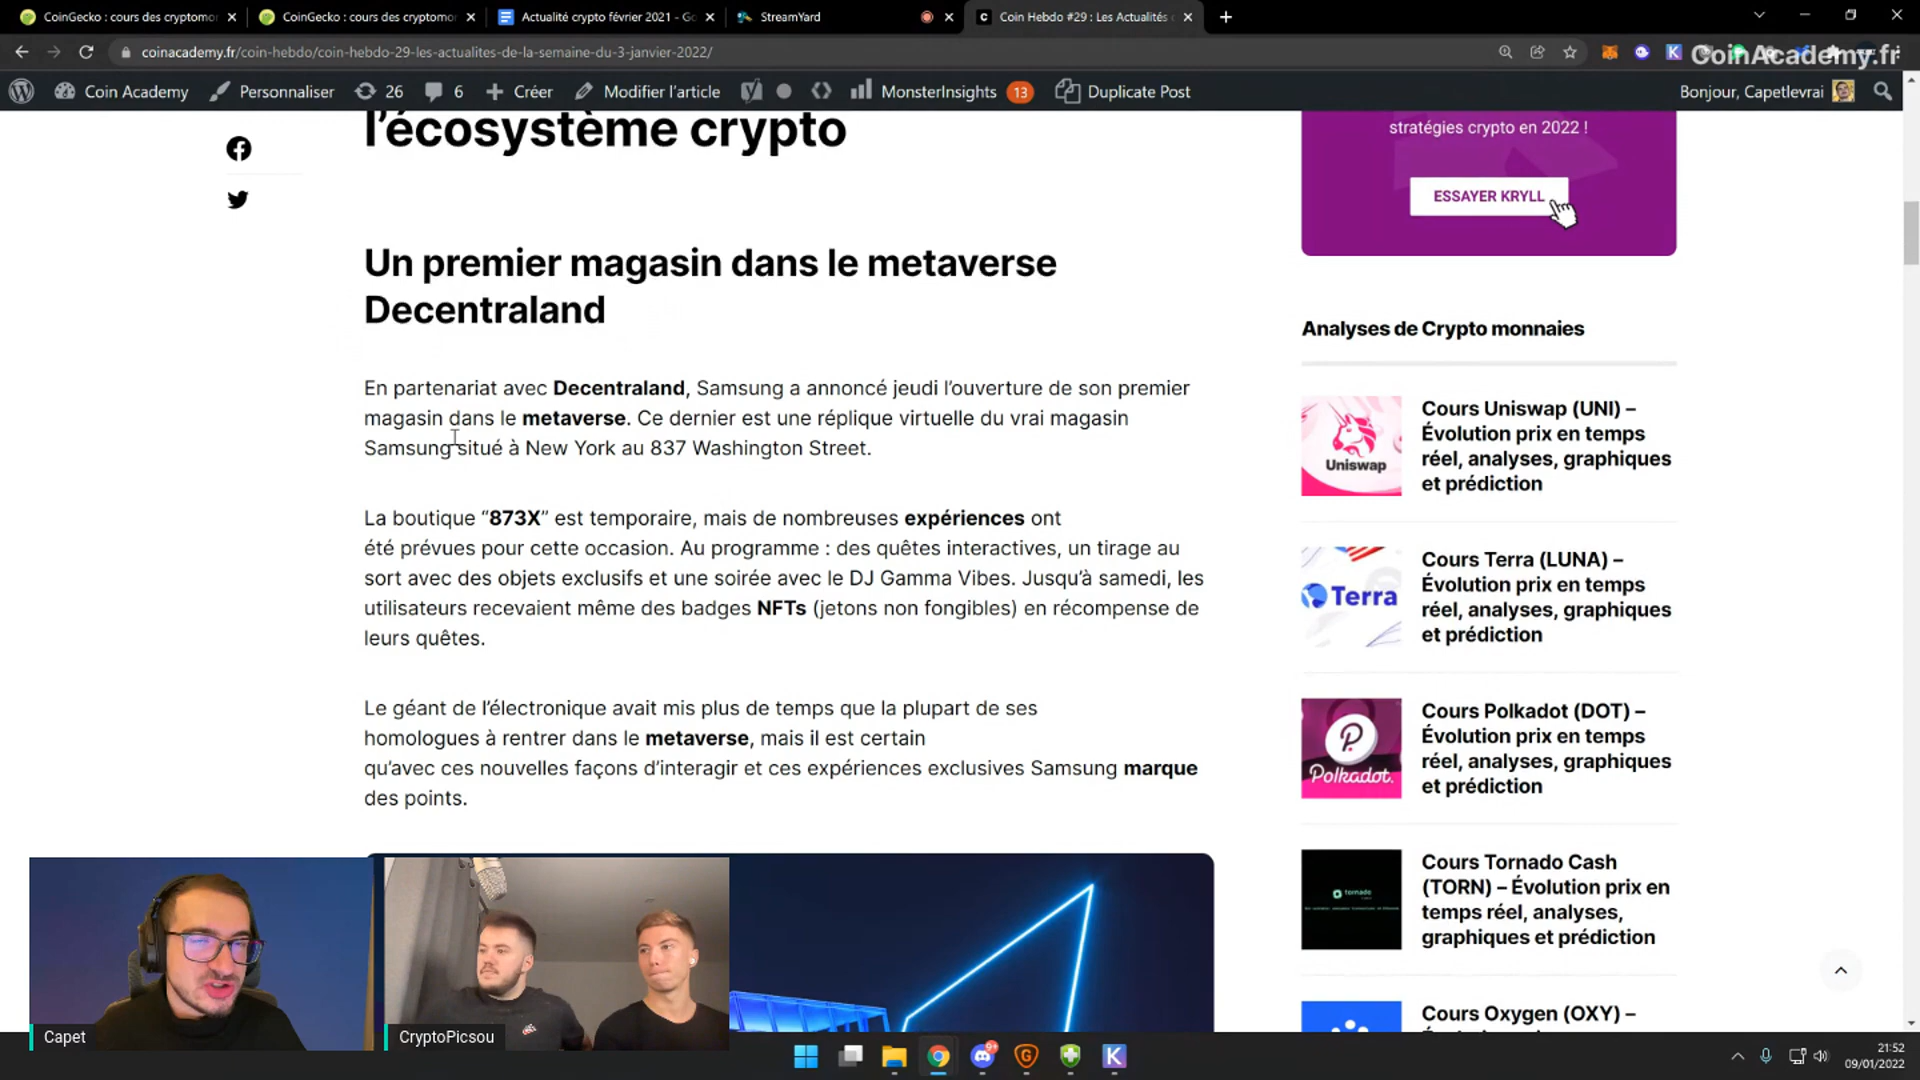 CoinGecko : cours des cryptomor
CoinGecko : cours des cryptomor
Actualité crypto février 2021 - Go
StreamYard
Coin Hebdo #29 : Les Actualités
coinacademy.fr/coin-hebdo/coin-hebdo-29-les-actualites-de-la-semaine-du-3-janvier-2022/
CoinAcademy.fr
Coin Academy
Personnaliser
26
6
Créer
Modifier l'article
MonsterInsights 13
Duplicate Post
Bonjour, Capetlevrai
l'écosystème crypto
Un premier magasin dans le metaverse
Decentraland
En partenariat avec Decentraland, Samsung a annoncé jeudi l'ouverture de son premier
magasin dans le metaverse. Ce dernier est une réplique virtuelle du vrai magasin
Samsung situé à New York au 837 Washington Street.
La boutique “873X” est temporaire, mais de nombreuses expériences ont
été prévues pour cette occasion. Au programme : des quêtes interactives, un tirage au
sort avec des objets exclusifs et une soirée avec le DJ Gamma Vibes. Jusqu'à samedi, les
utilisateurs recevaient même des badges NFTs (jetons non fongibles) en récompense de
leurs quêtes.
Le géant de l'électronique avait mis plus de temps que la plupart de ses
homologues à rentrer dans le metaverse, mais il est certain
qu'avec ces nouvelles façons d'interagir et ces expériences exclusives Samsung marque
des points.
stratégies crypto en 2022 !
ESSAYER KRYLL
Analyses de Crypto monnaies
Uniswap
Cours Uniswap (UNI) –
Évolution prix en temps
réel, analyses, graphiques
et prédiction
Terra
Cours Terra (LUNA) –
Évolution prix en temps
réel, analyses, graphiques
et prédiction
Polkadot.
Cours Polkadot (DOT) –
Évolution prix en temps
réel, analyses, graphiques
et prédiction
tornado
Cours Tornado Cash
(TORN) – Évolution prix en
temps réel, analyses,
graphiques et prédiction
Cours Oxygen (OXY) –
Capet
CryptoPicsou
21:52
09/01/2022